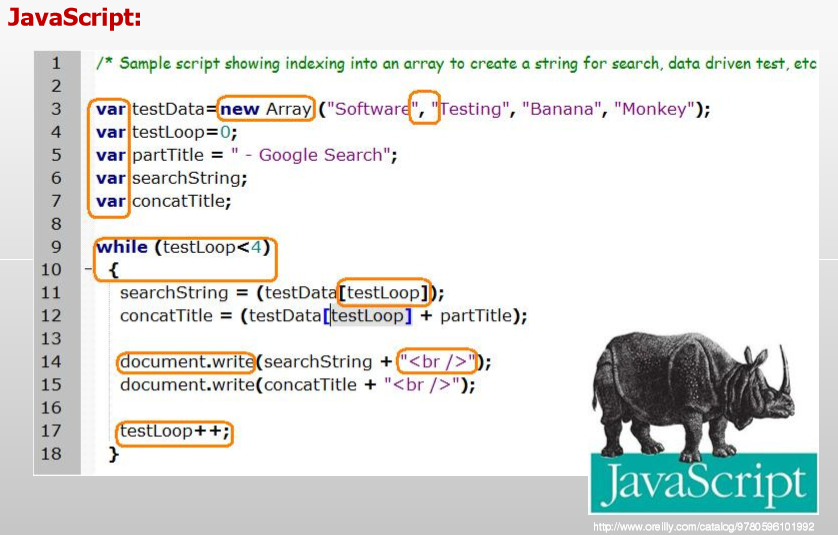 JavaScript:
1 /* Sample script showing indexing into an array to create a string for search, data driven test, etc
2
3 var testData=new Array ("Software", "Testing", "Banana", "Monkey");
4 var testLoop=0;
5 var partTitle = " - Google Search";
6 var searchString;
7 var concatTitle;
8
9 while (testLoop<4)
10 {
11 searchString = (testData[testLoop]);
12 concatTitle = (testData[testLoop] + partTitle);
13
14 document.write(searchString + "<br />");
15 document.write(concatTitle + "<br />");
16
17 testLoop++;
18 }
JavaScript
http://www.oreilly.com/catalog/9780596101992